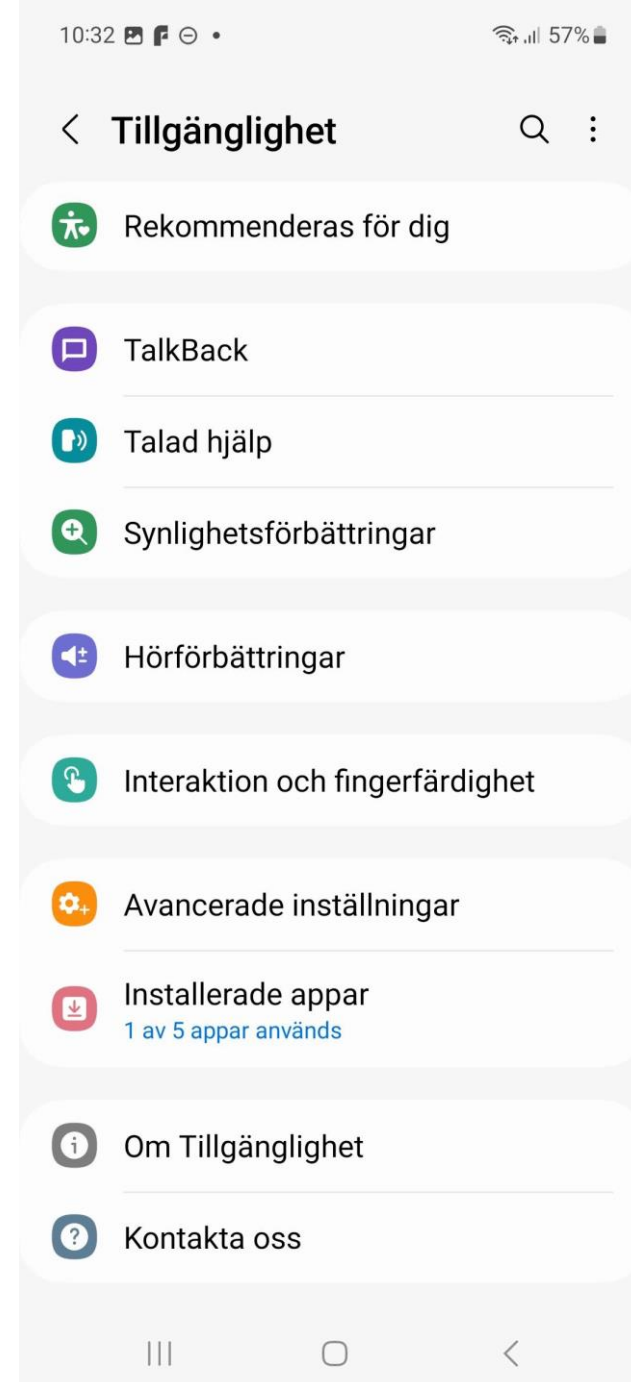 10:32
57%
Tillgänglighet
Rekommenderas för dig
TalkBack
Talad hjälp
Synlighetsförbättringar
Hörförbättringar
Interaktion och fingerfärdighet
Avancerade inställningar
Installerade appar
1 av 5 appar används
Om Tillgänglighet
Kontakta oss